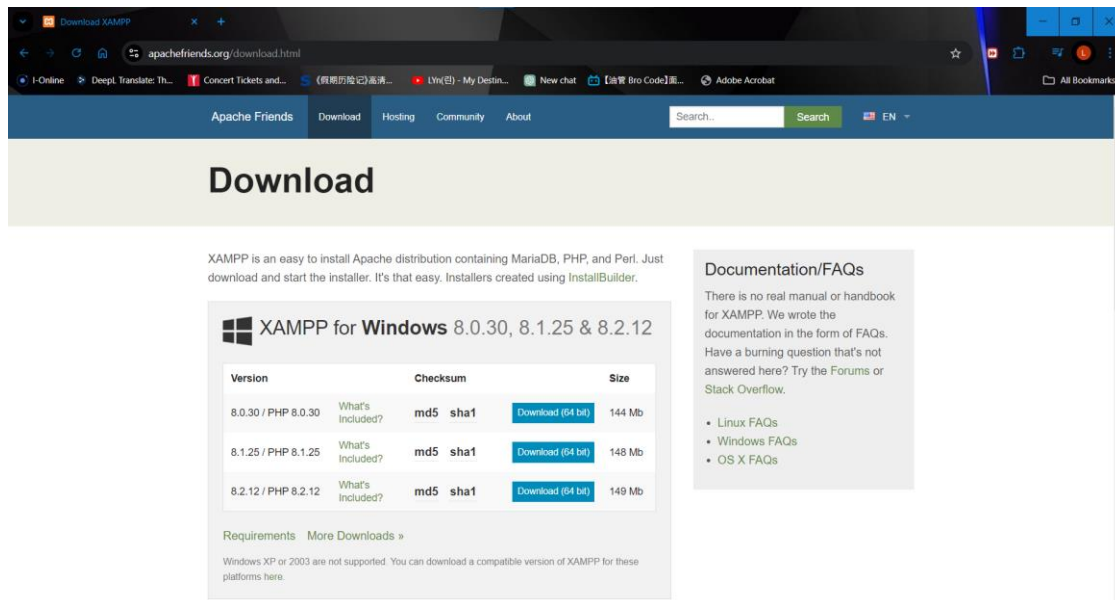 Download XAMPP
apachefriends.org/download.html
I-Online DeepL Translate: Th... Concert Tickets and... 《假期历险记》高清... LYn(린) - My Destin... New chat 【油管 Bro Code】面... Adobe Acrobat All Bookmarks
Apache Friends Download Hosting Community About Search.. Search EN
Download
XAMPP is an easy to install Apache distribution containing MariaDB, PHP, and Perl. Just
download and start the installer. It's that easy. Installers created using InstallBuilder.
XAMPP for Windows 8.0.30, 8.1.25 & 8.2.12
Version Checksum Size
8.0.30 / PHP 8.0.30 What's Included? md5 sha1 Download (64 bit) 144 Mb
8.1.25 / PHP 8.1.25 What's Included? md5 sha1 Download (64 bit) 148 Mb
8.2.12 / PHP 8.2.12 What's Included? md5 sha1 Download (64 bit) 149 Mb
Requirements More Downloads »
Windows XP or 2003 are not supported. You can download a compatible version of XAMPP for these
platforms here.
Documentation/FAQs
There is no real manual or handbook
for XAMPP. We wrote the
documentation in the form of FAQs.
Have a burning question that's not
answered here? Try the Forums or
Stack Overflow.
• Linux FAQs
• Windows FAQs
• OS X FAQs